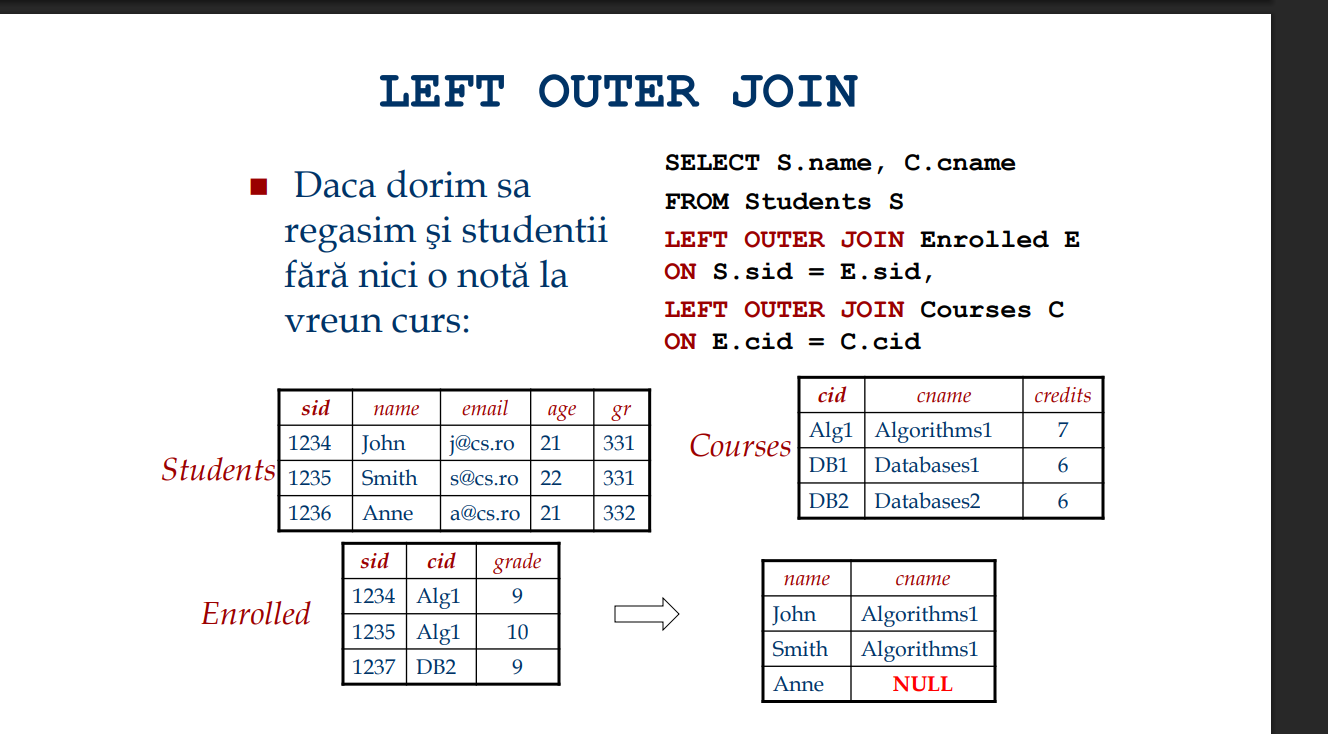 LEFT OUTER JOIN
■ Daca dorim sa
regasim şi studentii
fără nici o notă la
vreun curs:
SELECT S.name, C.cname
FROM Students S
LEFT OUTER JOIN Enrolled E
ON S.sid = E.sid,
LEFT OUTER JOIN Courses C
ON E.cid = C.cid
Students
sid name email age gr
1234 John j@cs.ro 21 331
1235 Smith s@cs.ro 22 331
1236 Anne a@cs.ro 21 332
Courses
cid cname credits
Alg1 Algorithms1 7
DB1 Databases1 6
DB2 Databases2 6
Enrolled
sid cid grade
1234 Alg1 9
1235 Alg1 10
1237 DB2 9
name cname
John Algorithms1
Smith Algorithms1
Anne NULL